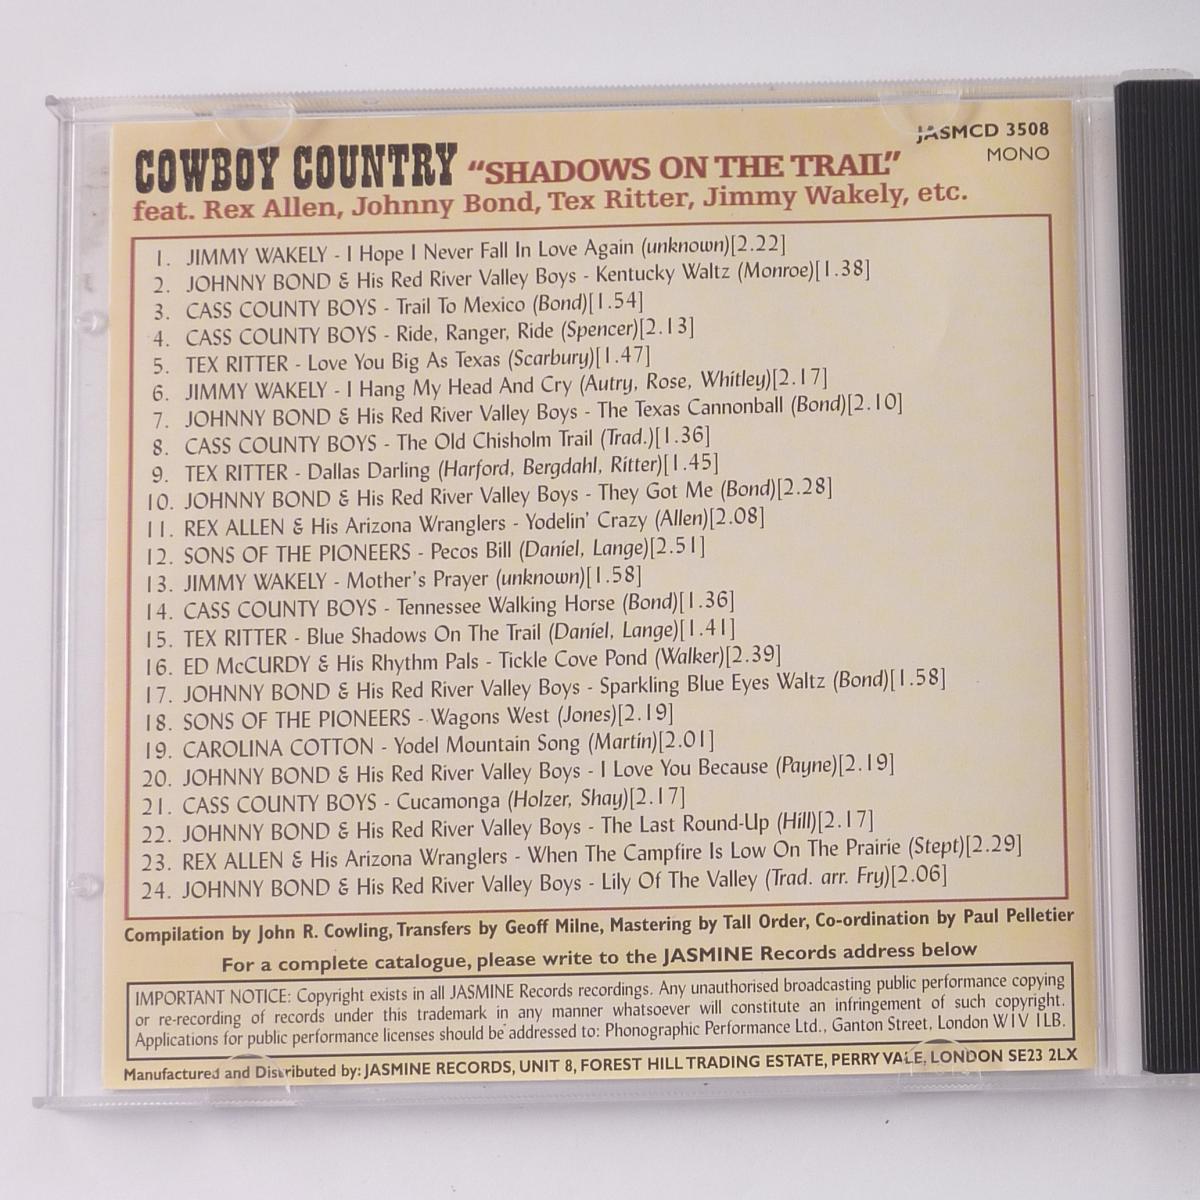 COWBOY COUNTRY "SHADOWS ON THE TRAIL"
JASMCD 3508
MONO
feat. Rex Allen, Johnny Bond, Tex Ritter, Jimmy Wakely, etc.
1. JIMMY WAKELY - I Hope I Never Fall In Love Again (unknown)[2.22]
2. JOHNNY BOND & His Red River Valley Boys - Kentucky Waltz (Monroe)[1.38]
3. CASS COUNTY BOYS - Trail To Mexico (Bond)[1.54]
4. CASS COUNTY BOYS - Ride, Ranger, Ride (Spencer)[2.13]
5. TEX RITTER - Love You Big As Texas (Scarbury)[1.47]
6. JIMMY WAKELY - I Hang My Head And Cry (Autry, Rose, Whitley)[2.17]
7. JOHNNY BOND & His Red River Valley Boys - The Texas Cannonball (Bond)[2.10]
8. CASS COUNTY BOYS - The Old Chisholm Trail (Trad.)[1.36]
9. TEX RITTER - Dallas Darling (Harford, Bergdahl, Ritter)[1.45]
10. JOHNNY BOND & His Red River Valley Boys - They Got Me (Bond)[2.28]
11. REX ALLEN & His Arizona Wranglers - Yodelin' Crazy (Allen)[2.08]
12. SONS OF THE PIONEERS - Pecos Bill (Daniel, Lange)[2.51]
13. JIMMY WAKELY - Mother's Prayer (unknown)[1.58]
14. CASS COUNTY BOYS - Tennessee Walking Horse (Bond)[1.36]
15. TEX RITTER - Blue Shadows On The Trail (Daniel, Lange)[1.41]
16. ED McCURDY & His Rhythm Pals - Tickle Cove Pond (Walker)[2.39]
17. JOHNNY BOND & His Red River Valley Boys - Sparkling Blue Eyes Waltz (Bond)[1.58]
18. SONS OF THE PIONEERS - Wagons West (Jones)[2.19]
19. CAROLINA COTTON - Yodel Mountain Song (Martin)[2.01]
20. JOHNNY BOND & His Red River Valley Boys - I Love You Because (Payne)[2.19]
21. CASS COUNTY BOYS - Cucamonga (Holzer, Shay)[2.17]
22. JOHNNY BOND & His Red River Valley Boys - The Last Round-Up (Hill)[2.17]
23. REX ALLEN & His Arizona Wranglers - When The Campfire Is Low On The Prairie (Stept)[2.29]
24. JOHNNY BOND & His Red River Valley Boys - Lily Of The Valley (Trad. arr. Fry)[2.06]
Compilation by John R. Cowling, Transfers by Geoff Milne, Mastering by Tall Order, Co-ordination by Paul Pelletier
For a complete catalogue, please write to the JASMINE Records address below
IMPORTANT NOTICE: Copyright exists in all JASMINE Records recordings. Any unauthorised broadcasting public performance copying
or re-recording of records under this trademark in any manner whatsoever will constitute an infringement of such copyright.
Applications for public performance licenses should be addressed to: Phonographic Performance Ltd., Ganton Street, London W1V 1LB.
Manufactured and Distributed by: JASMINE RECORDS, UNIT 8, FOREST HILL TRADING ESTATE, PERRY VALE, LONDON SE23 2LX